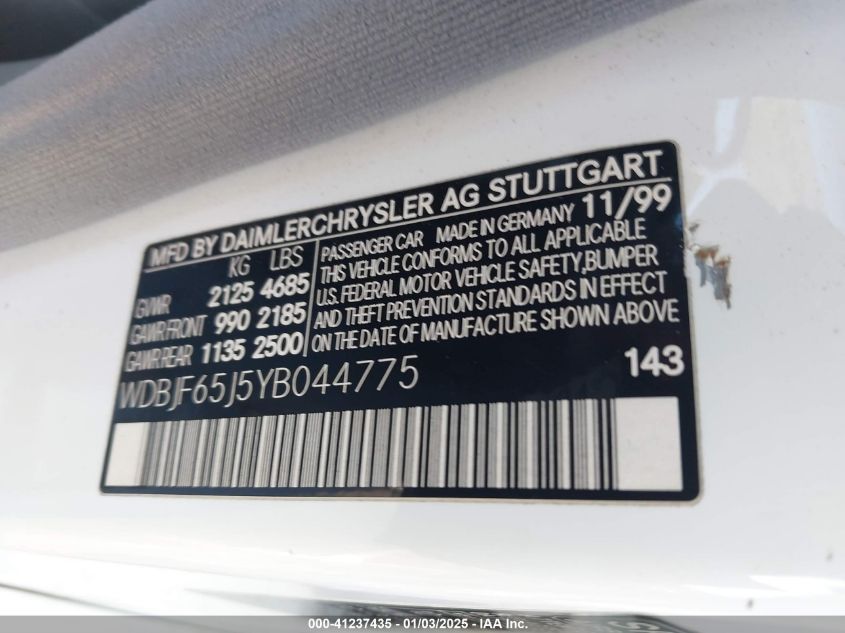 MFD BY DAIMLERCHRYSLER AG STUTTGART
KG LBS
GVWR 2125 4685
GAWR FRONT 990 2185
GAWR REAR 1135 2500
PASSENGER CAR MADE IN GERMANY 11/99
THIS VEHICLE CONFORMS TO ALL APPLICABLE
U.S. FEDERAL MOTOR VEHICLE SAFETY,BUMPER
AND THEFT PREVENTION STANDARDS IN EFFECT
ON THE DATE OF MANUFACTURE SHOWN ABOVE
WDBJF65J5YB044775
143
000-41237435 - 01/03/2025 - IAA Inc.